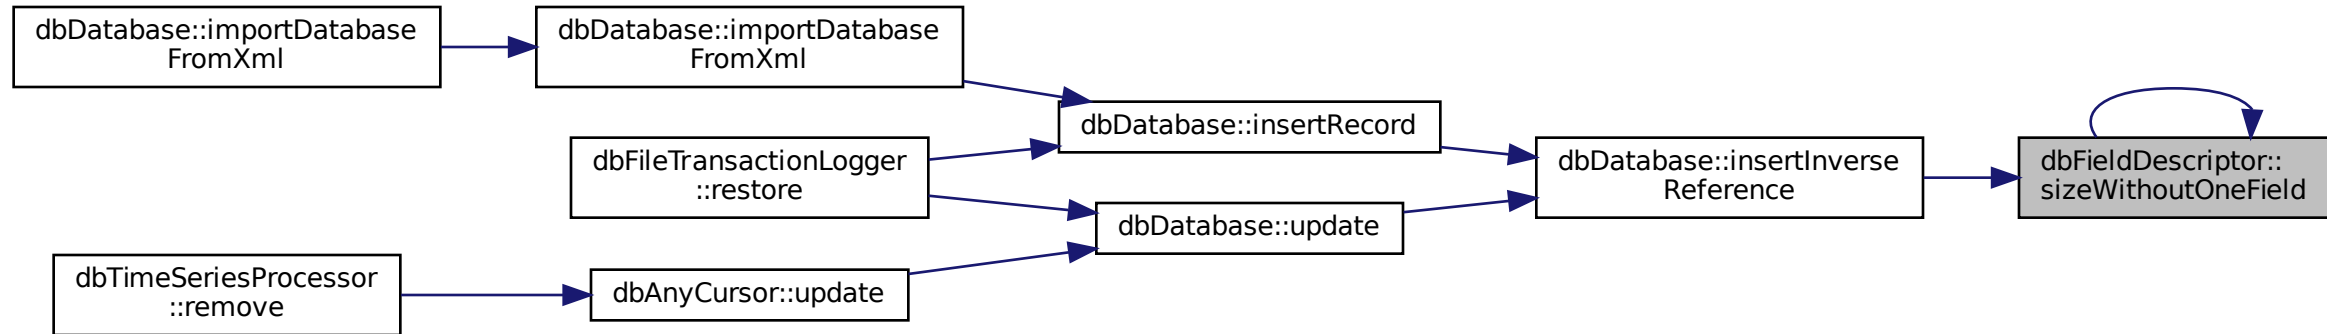 dbDatabase::importDatabase
FromXml
dbDatabase::importDatabase
FromXml
dbDatabase::insertRecord
dbFileTransactionLogger
::restore
dbDatabase::insertInverse
Reference
dbFieldDescriptor::
sizeWithoutOneField
dbDatabase::update
dbTimeSeriesProcessor
::remove
dbAnyCursor::update